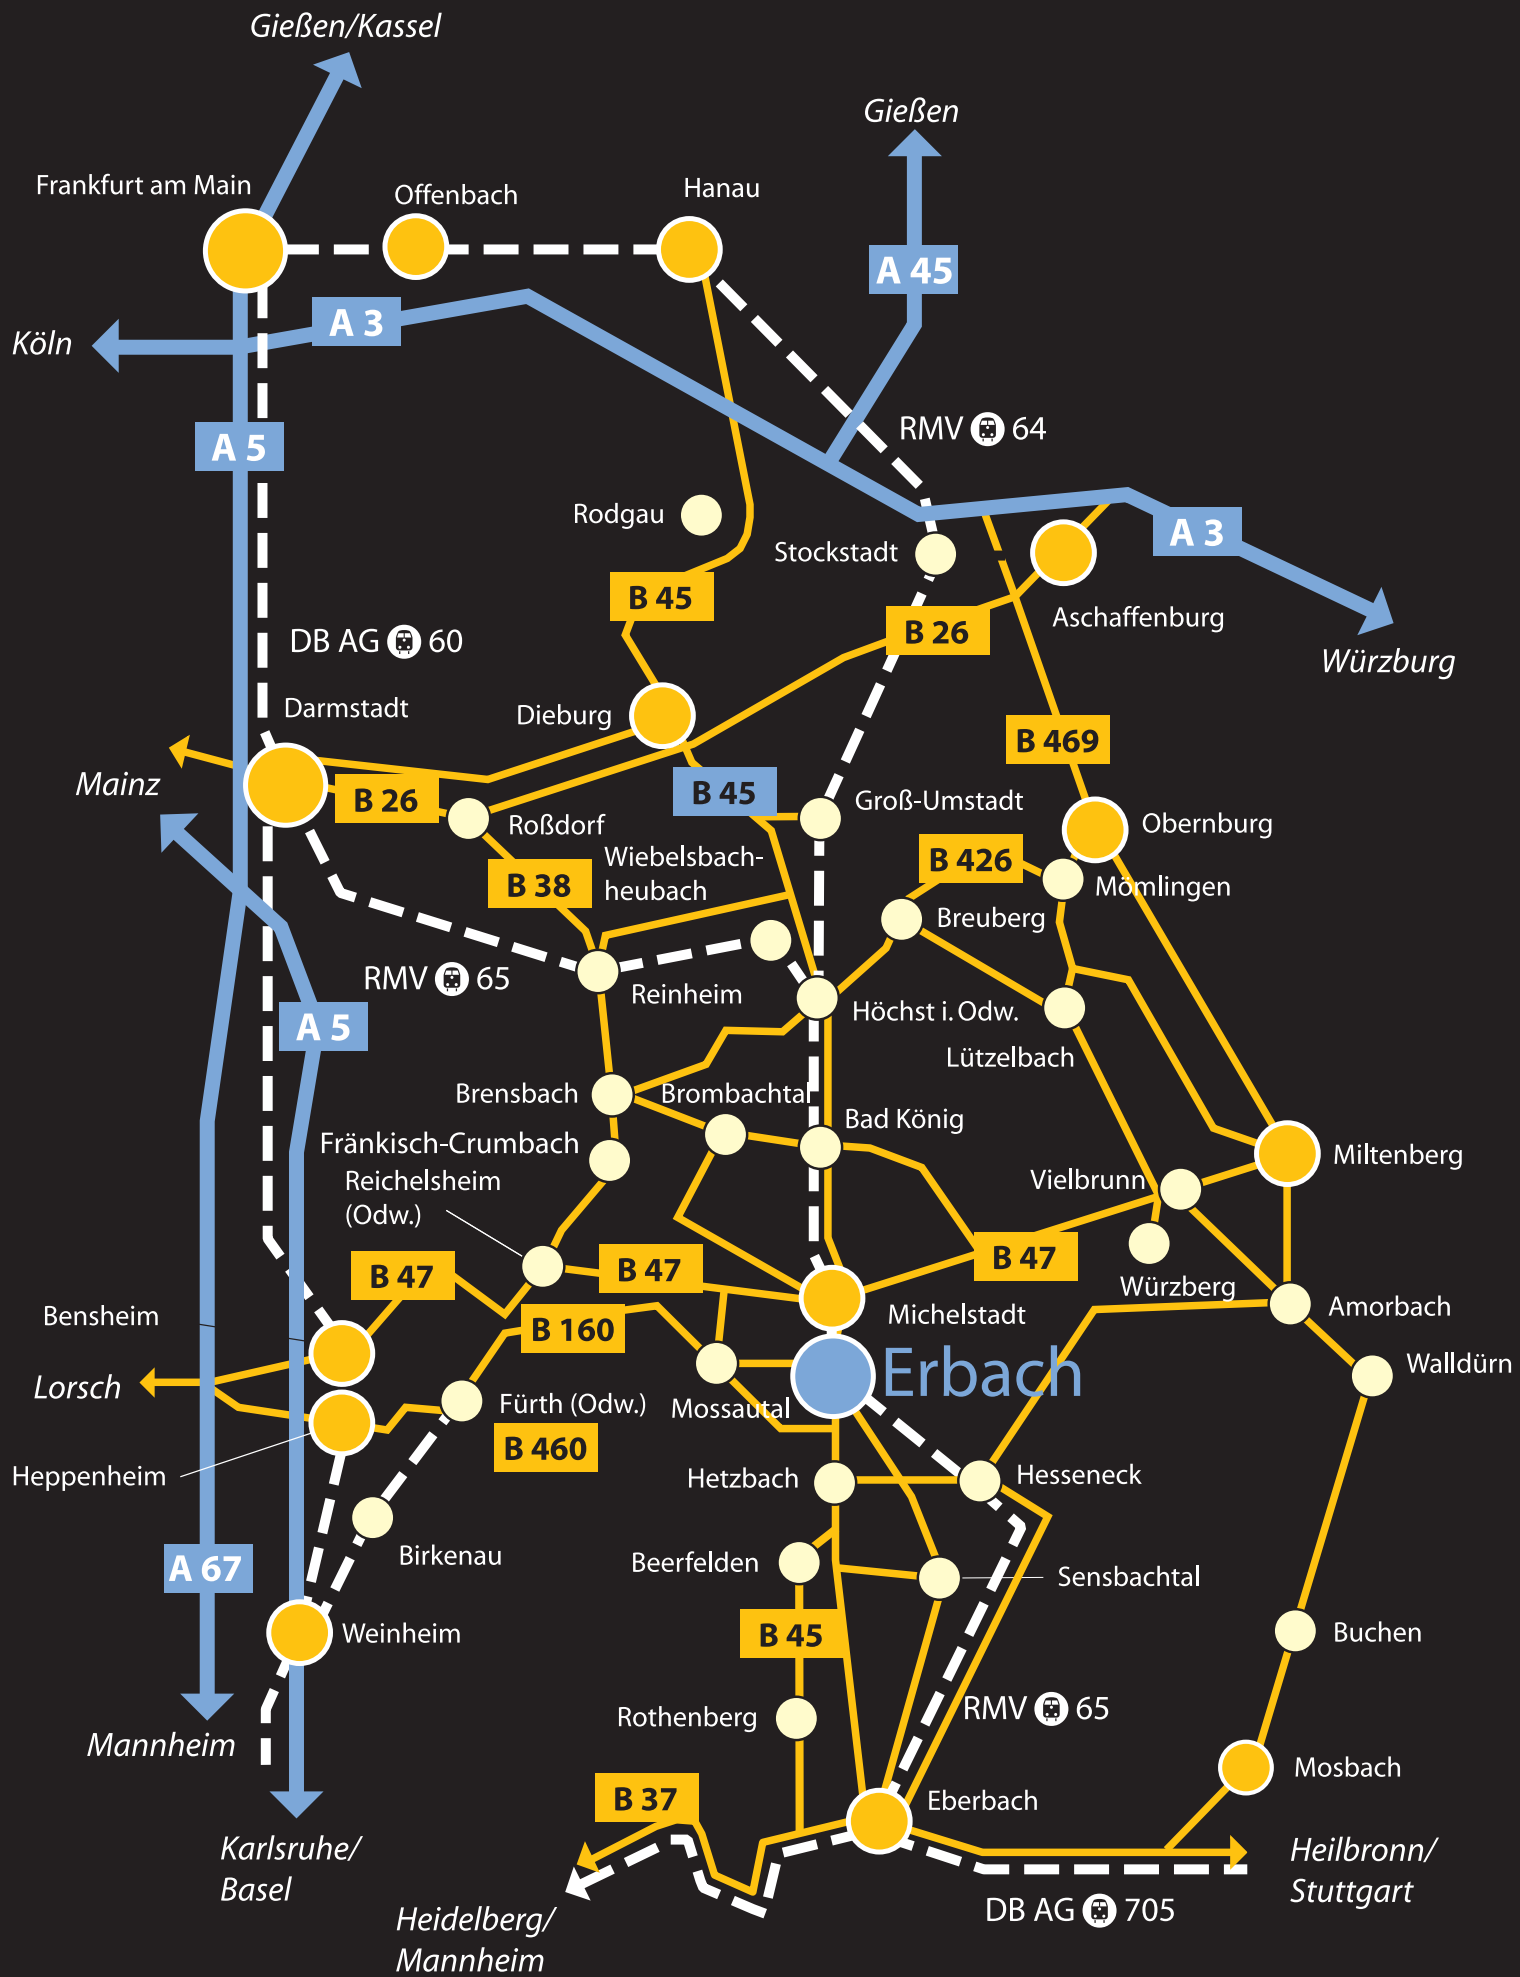 Gießen/Kassel
Gießen
Frankfurt am Main
Offenbach
Hanau
A 45
A 3
Köln
RMV 64
A 5
Rodgau
Stockstadt
A 3
B 45
Aschaffenburg
B 26
DB AG 60
Würzburg
Darmstadt
Dieburg
B 469
Mainz
B 26
B 45
Groß-Umstadt
Roßdorf
Obernburg
Wiebelsbach-
heubach
B 426
B 38
Mömlingen
Breuberg
RMV 65
Reinheim
Höchst i. Odw.
A 5
Lützelbach
Brensbach
Brombachtal
Bad König
Fränkisch-Crumbach
Reichelsheim
(Odw.)
Vielbrunn
Miltenberg
B 47
B 47
B 47
Würzberg
Bensheim
Michelstadt
Amorbach
B 160
Erbach
Walldürn
Lorsch
Fürth (Odw.)
Mossautal
B 460
Heppenheim
Hetzbach
Hesseneck
Birkenau
Beerfelden
Sensbachtal
A 67
Weinheim
B 45
Buchen
Rothenberg
RMV 65
Mannheim
Mosbach
B 37
Eberbach
Karlsruhe/
Basel
Heilbronn/
Stuttgart
DB AG 705
Heidelberg/
Mannheim